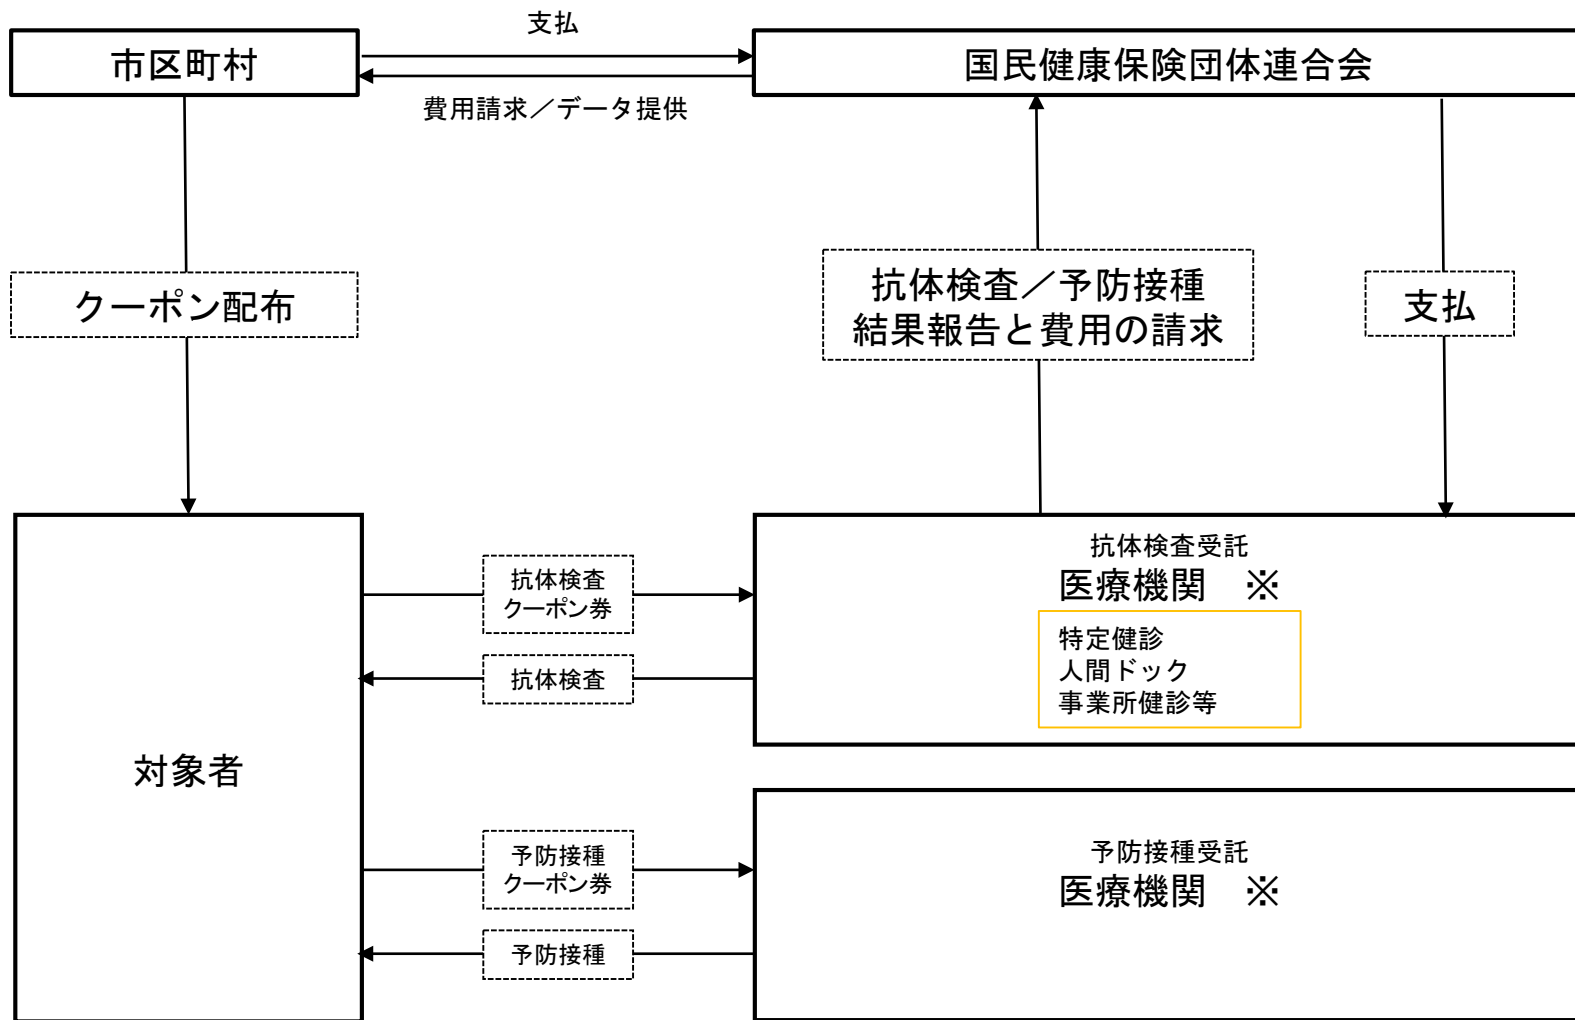 支払
市区町村
国民健康保険団体連合会
費用請求／データ提供
クーポン配布
抗体検査／予防接種
結果報告と費用の請求
支払
対象者
抗体検査
クーポン券
抗体検査
抗体検査受託
医療機関　※
特定健診
人間ドック
事業所健診等
予防接種
クーポン券
予防接種
予防接種受託
医療機関　※